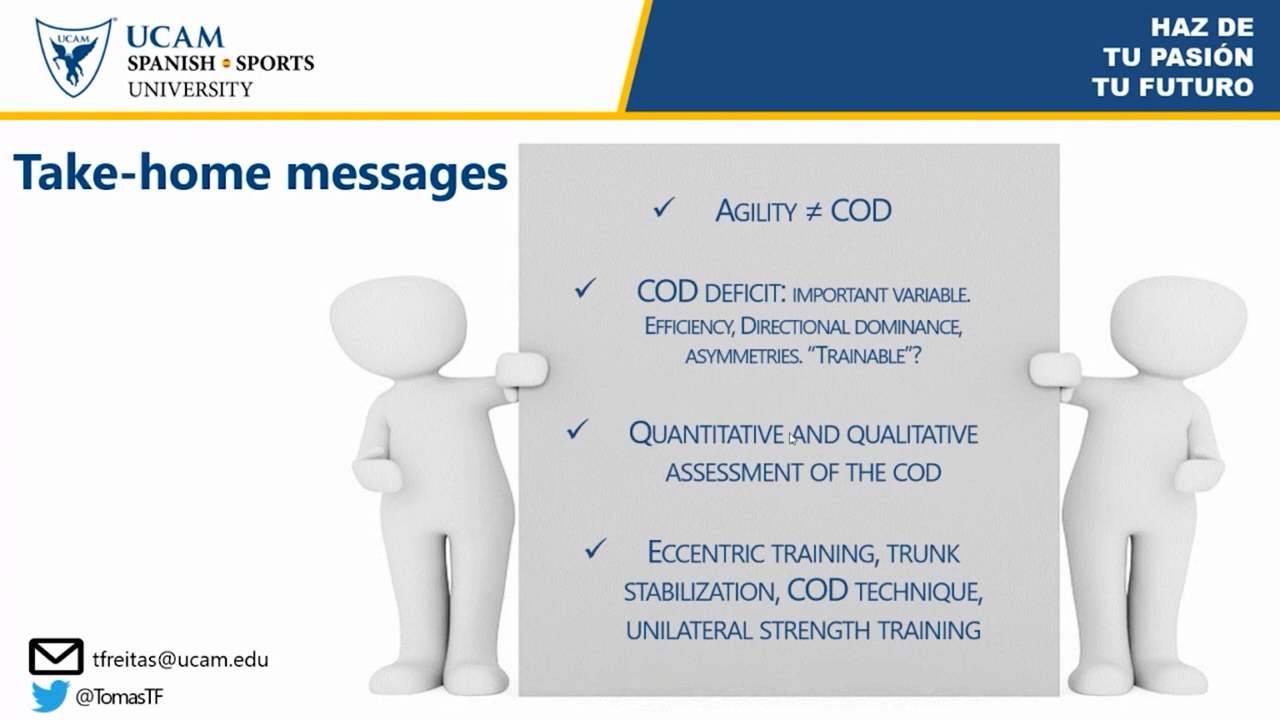 UCAM
UCAM
SPANISH SPORTS
UNIVERSITY
HAZ DE
TU PASIÓN
TU FUTURO
Take-home messages
✓ AGILITY ≠ COD
✓ COD DEFICIT: IMPORTANT VARIABLE.
EFFICIENCY, DIRECTIONAL DOMINANCE,
ASYMMETRIES. “TRAINABLE”?
✓ QUANTITATIVE AND QUALITATIVE
ASSESSMENT OF THE COD
✓ ECCENTRIC TRAINING, TRUNK
STABILIZATION, COD TECHNIQUE,
UNILATERAL STRENGTH TRAINING
tfreitas@ucam.edu
@TomasTF